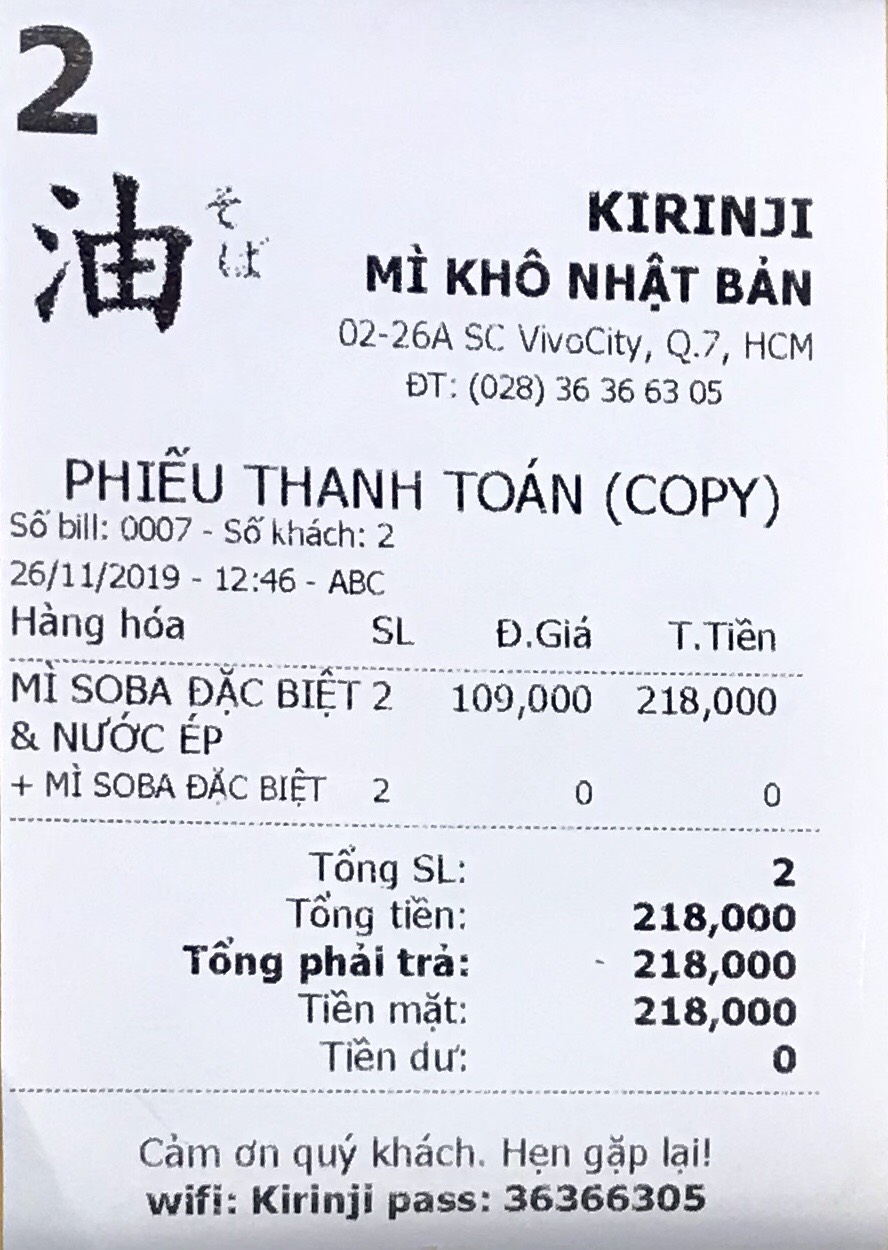 2
油
そば
KIRINJI
MÌ KHÔ NHẬT BẢN
02-26A SC VivoCity, Q.7, HCM
ĐT: (028) 36 36 63 05
PHIẾU THANH TOÁN (COPY)
Số bill: 0007 - Số khách: 2
26/11/2019 - 12:46 - ABC
Hàng hóa SL Đ.Giá T.Tiền
MÌ SOBA ĐẶC BIỆT 2 109,000 218,000
& NƯỚC ÉP
+ MÌ SOBA ĐẶC BIỆT 2 0 0
Tổng SL: 2
Tổng tiền: 218,000
Tổng phải trả: 218,000
Tiền mặt: 218,000
Tiền dư: 0
Cảm ơn quý khách. Hẹn gặp lại!
wifi: Kirinji pass: 36366305